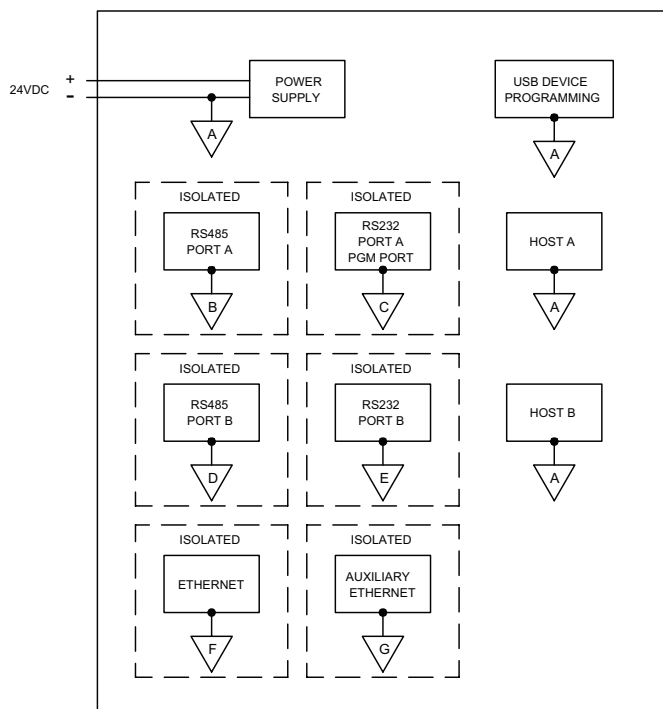 24VDC
+
-
POWER
SUPPLY
A
USB DEVICE
PROGRAMMING
A
ISOLATED
RS485
PORT A
B
ISOLATED
RS232
PORT A
PGM PORT
C
HOST A
A
ISOLATED
RS485
PORT B
D
ISOLATED
RS232
PORT B
E
HOST B
A
ISOLATED
ETHERNET
F
ISOLATED
AUXILIARY
ETHERNET
G